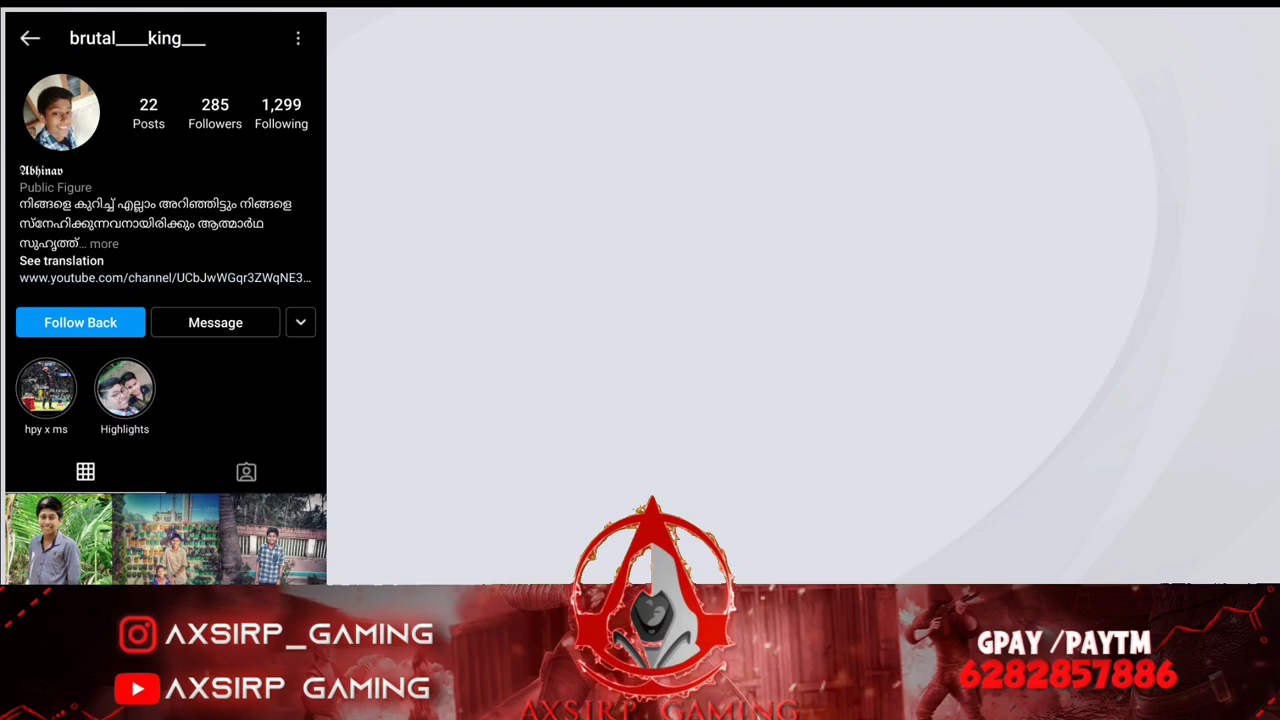 brutal____king___
22
Posts
285
Followers
1,299
Following
𝕬𝖇𝖍𝖎𝖓𝖆𝖛
Public Figure
നിങ്ങളെ കുറിച്ച് എല്ലാം അറിഞ്ഞിട്ടും നിങ്ങളെ
സ്നേഹിക്കുന്നവനായിരിക്കും ആത്മാർഥ
സുഹൃത്ത്... more
See translation
www.youtube.com/channel/UCbJwWGqr3ZWqNE3...
Follow Back
Message
hpy x ms
Highlights
AXSIRP_GAMING
AXSIRP GAMING
AXSIRP GAMING
GPAY /PAYTM
6282857886